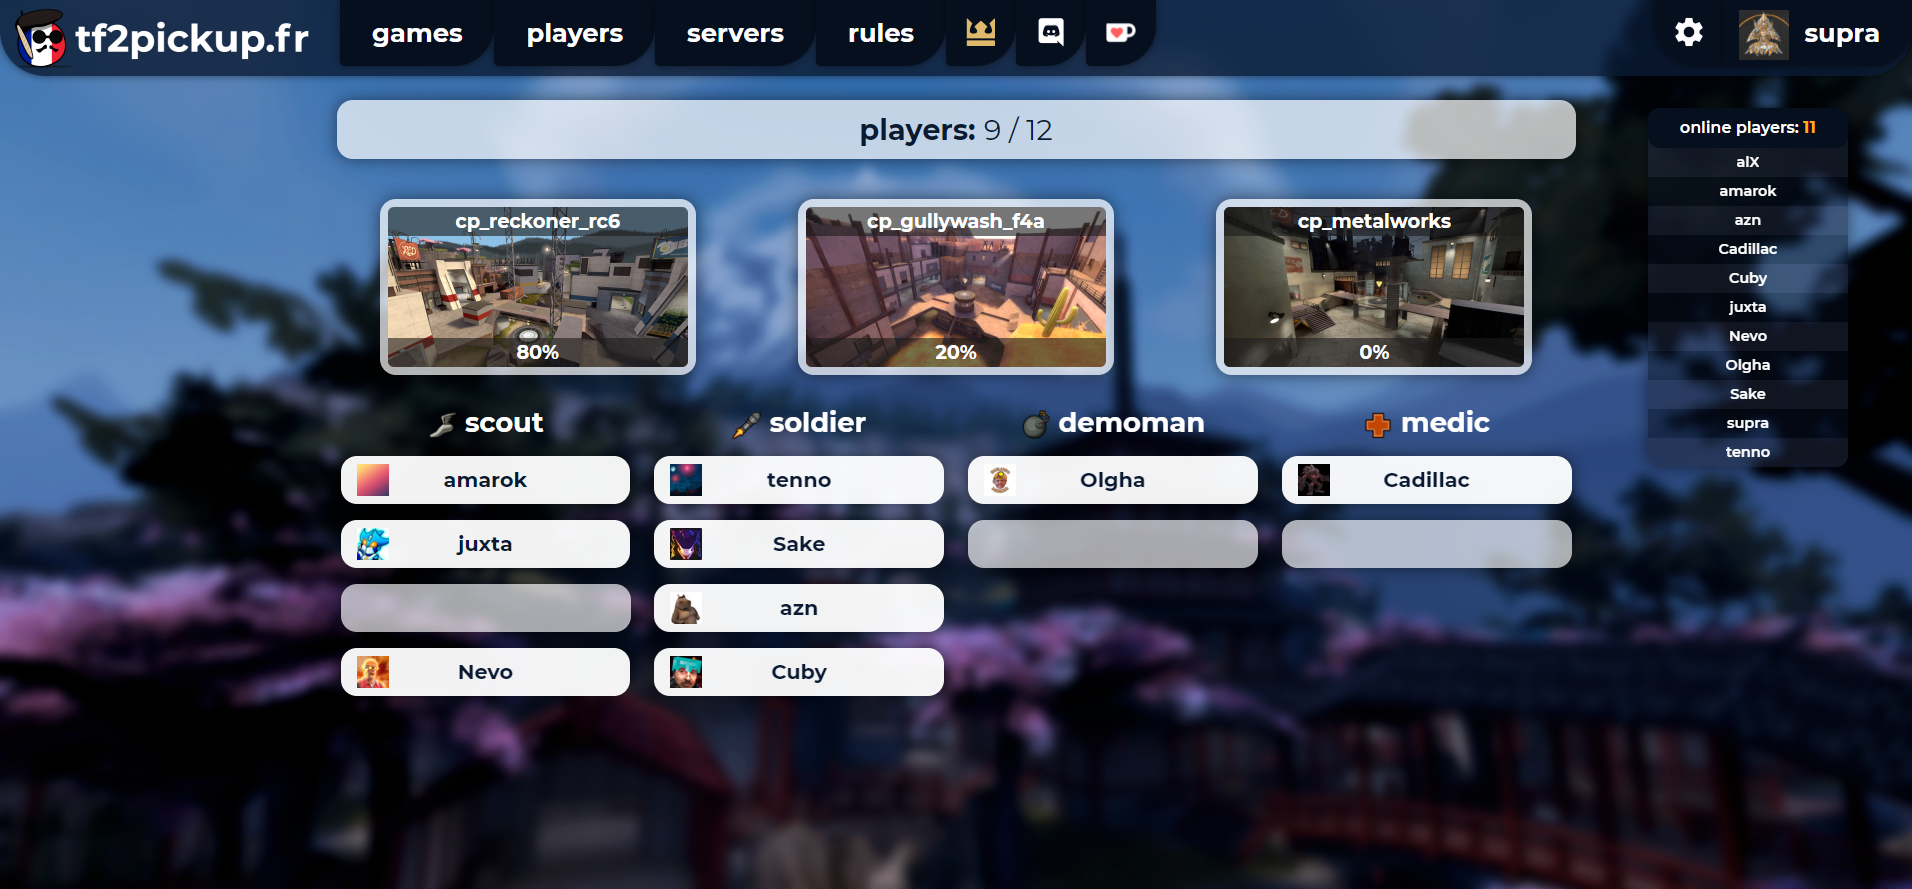 tf2pickup.fr
games
players
servers
rules
supra
players: 9 / 12
online players: 11
alX
amarok
azn
Cadillac
Cuby
juxta
Nevo
Olgha
Sake
supra
tenno
cp_reckoner_rc6
RED
80%
cp_gullywash_f4a
20%
cp_metalworks
0%
scout
amarok
juxta
Nevo
soldier
tenno
Sake
azn
Cuby
demoman
Olgha
medic
Cadillac